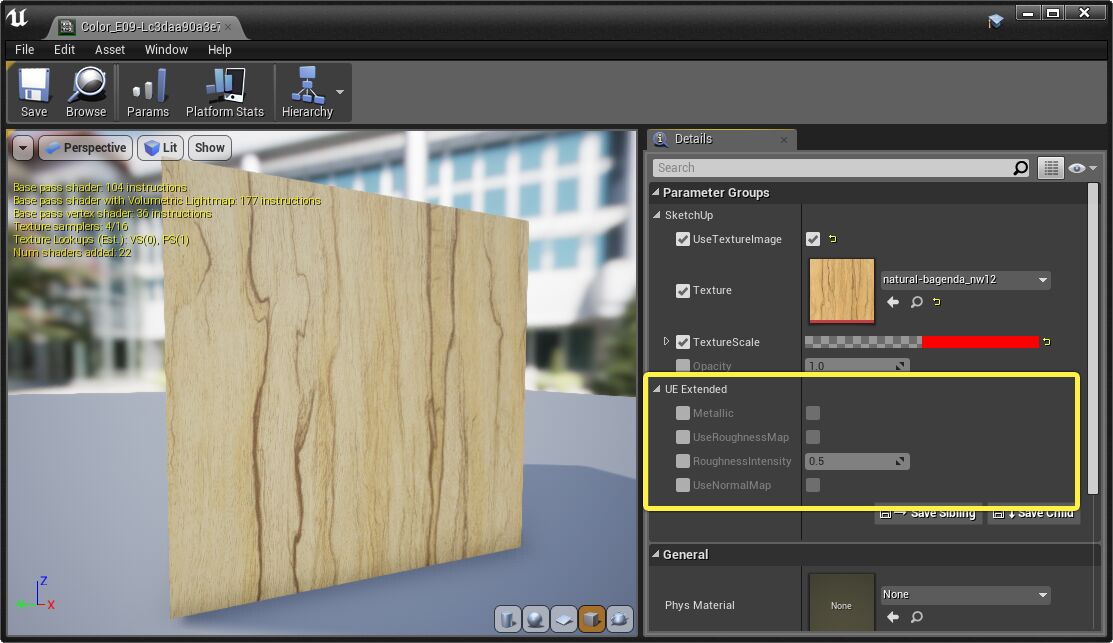 Color_E09-Lc3daa90a3e7
File Edit Asset Window Help
Save Browse Params Platform Stats Hierarchy
Perspective Lit Show
Base pass shader: 104 instructions
Base pass shader with Volumetric Lightmap: 177 instructions
Base pass vertex shader: 36 instructions
Texture samplers: 4/16
Texture Lookups (Est.): VS(0), PS(1)
Num shaders added: 22
Z
X
Details
Search
Parameter Groups
SketchUp
UseTextureImage
Texture
natural-bagenda_nw12
TextureScale
Opacity 1.0
UE Extended
Metallic
UseRoughnessMap
RoughnessIntensity 0.5
UseNormalMap
Save Sibling Save Child
General
Phys Material
None
None